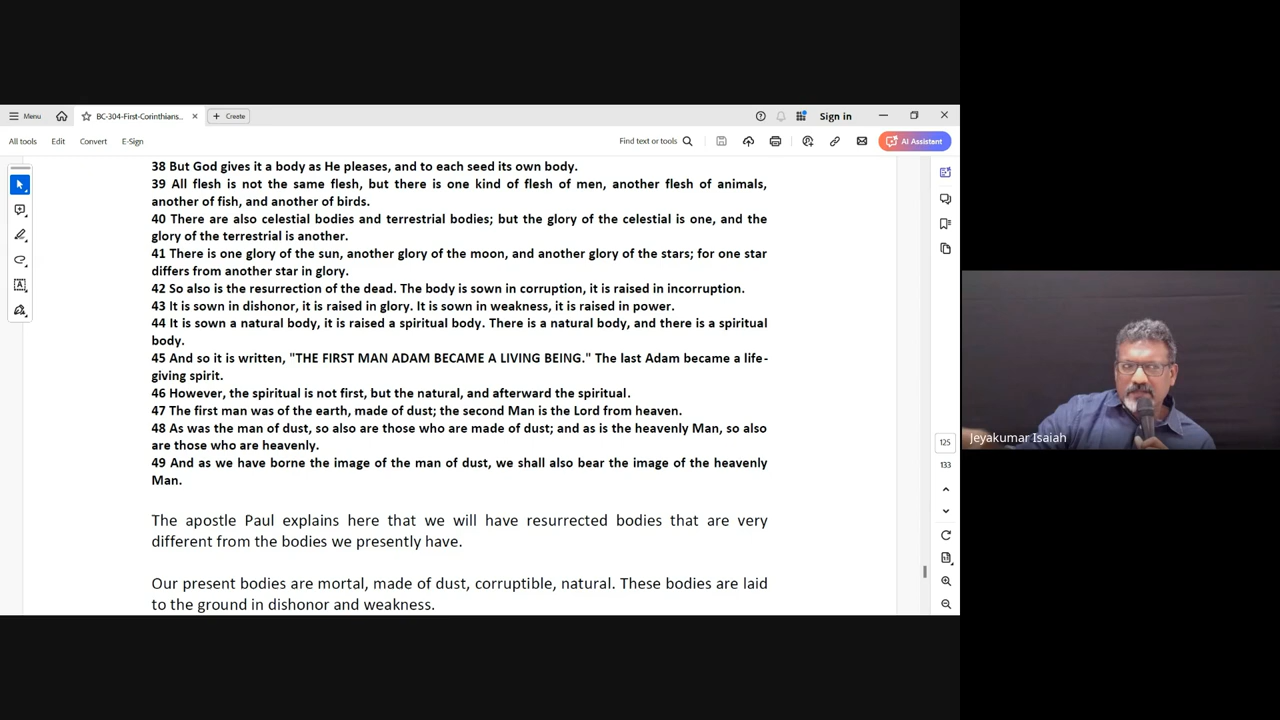 Menu
BC-304-First-Corinthians...
Create
Sign in
All tools
Edit
Convert
E-Sign
Find text or tools
AI Assistant
38 But God gives it a body as He pleases, and to each seed its own body.
39 All flesh is not the same flesh, but there is one kind of flesh of men, another flesh of animals,
another of fish, and another of birds.
40 There are also celestial bodies and terrestrial bodies; but the glory of the celestial is one, and the
glory of the terrestrial is another.
41 There is one glory of the sun, another glory of the moon, and another glory of the stars; for one star
differs from another star in glory.
42 So also is the resurrection of the dead. The body is sown in corruption, it is raised in incorruption.
43 It is sown in dishonor, it is raised in glory. It is sown in weakness, it is raised in power.
44 It is sown a natural body, it is raised a spiritual body. There is a natural body, and there is a spiritual
body.
45 And so it is written, "THE FIRST MAN ADAM BECAME A LIVING BEING." The last Adam became a life-
giving spirit.
46 However, the spiritual is not first, but the natural, and afterward the spiritual.
47 The first man was of the earth, made of dust; the second Man is the Lord from heaven.
48 As was the man of dust, so also are those who are made of dust; and as is the heavenly Man, so also
are those who are heavenly.
49 And as we have borne the image of the man of dust, we shall also bear the image of the heavenly
Man.
The apostle Paul explains here that we will have resurrected bodies that are very
different from the bodies we presently have.
Our present bodies are mortal, made of dust, corruptible, natural. These bodies are laid
to the ground in dishonor and weakness.
125
133
Jeyakumar Isaiah